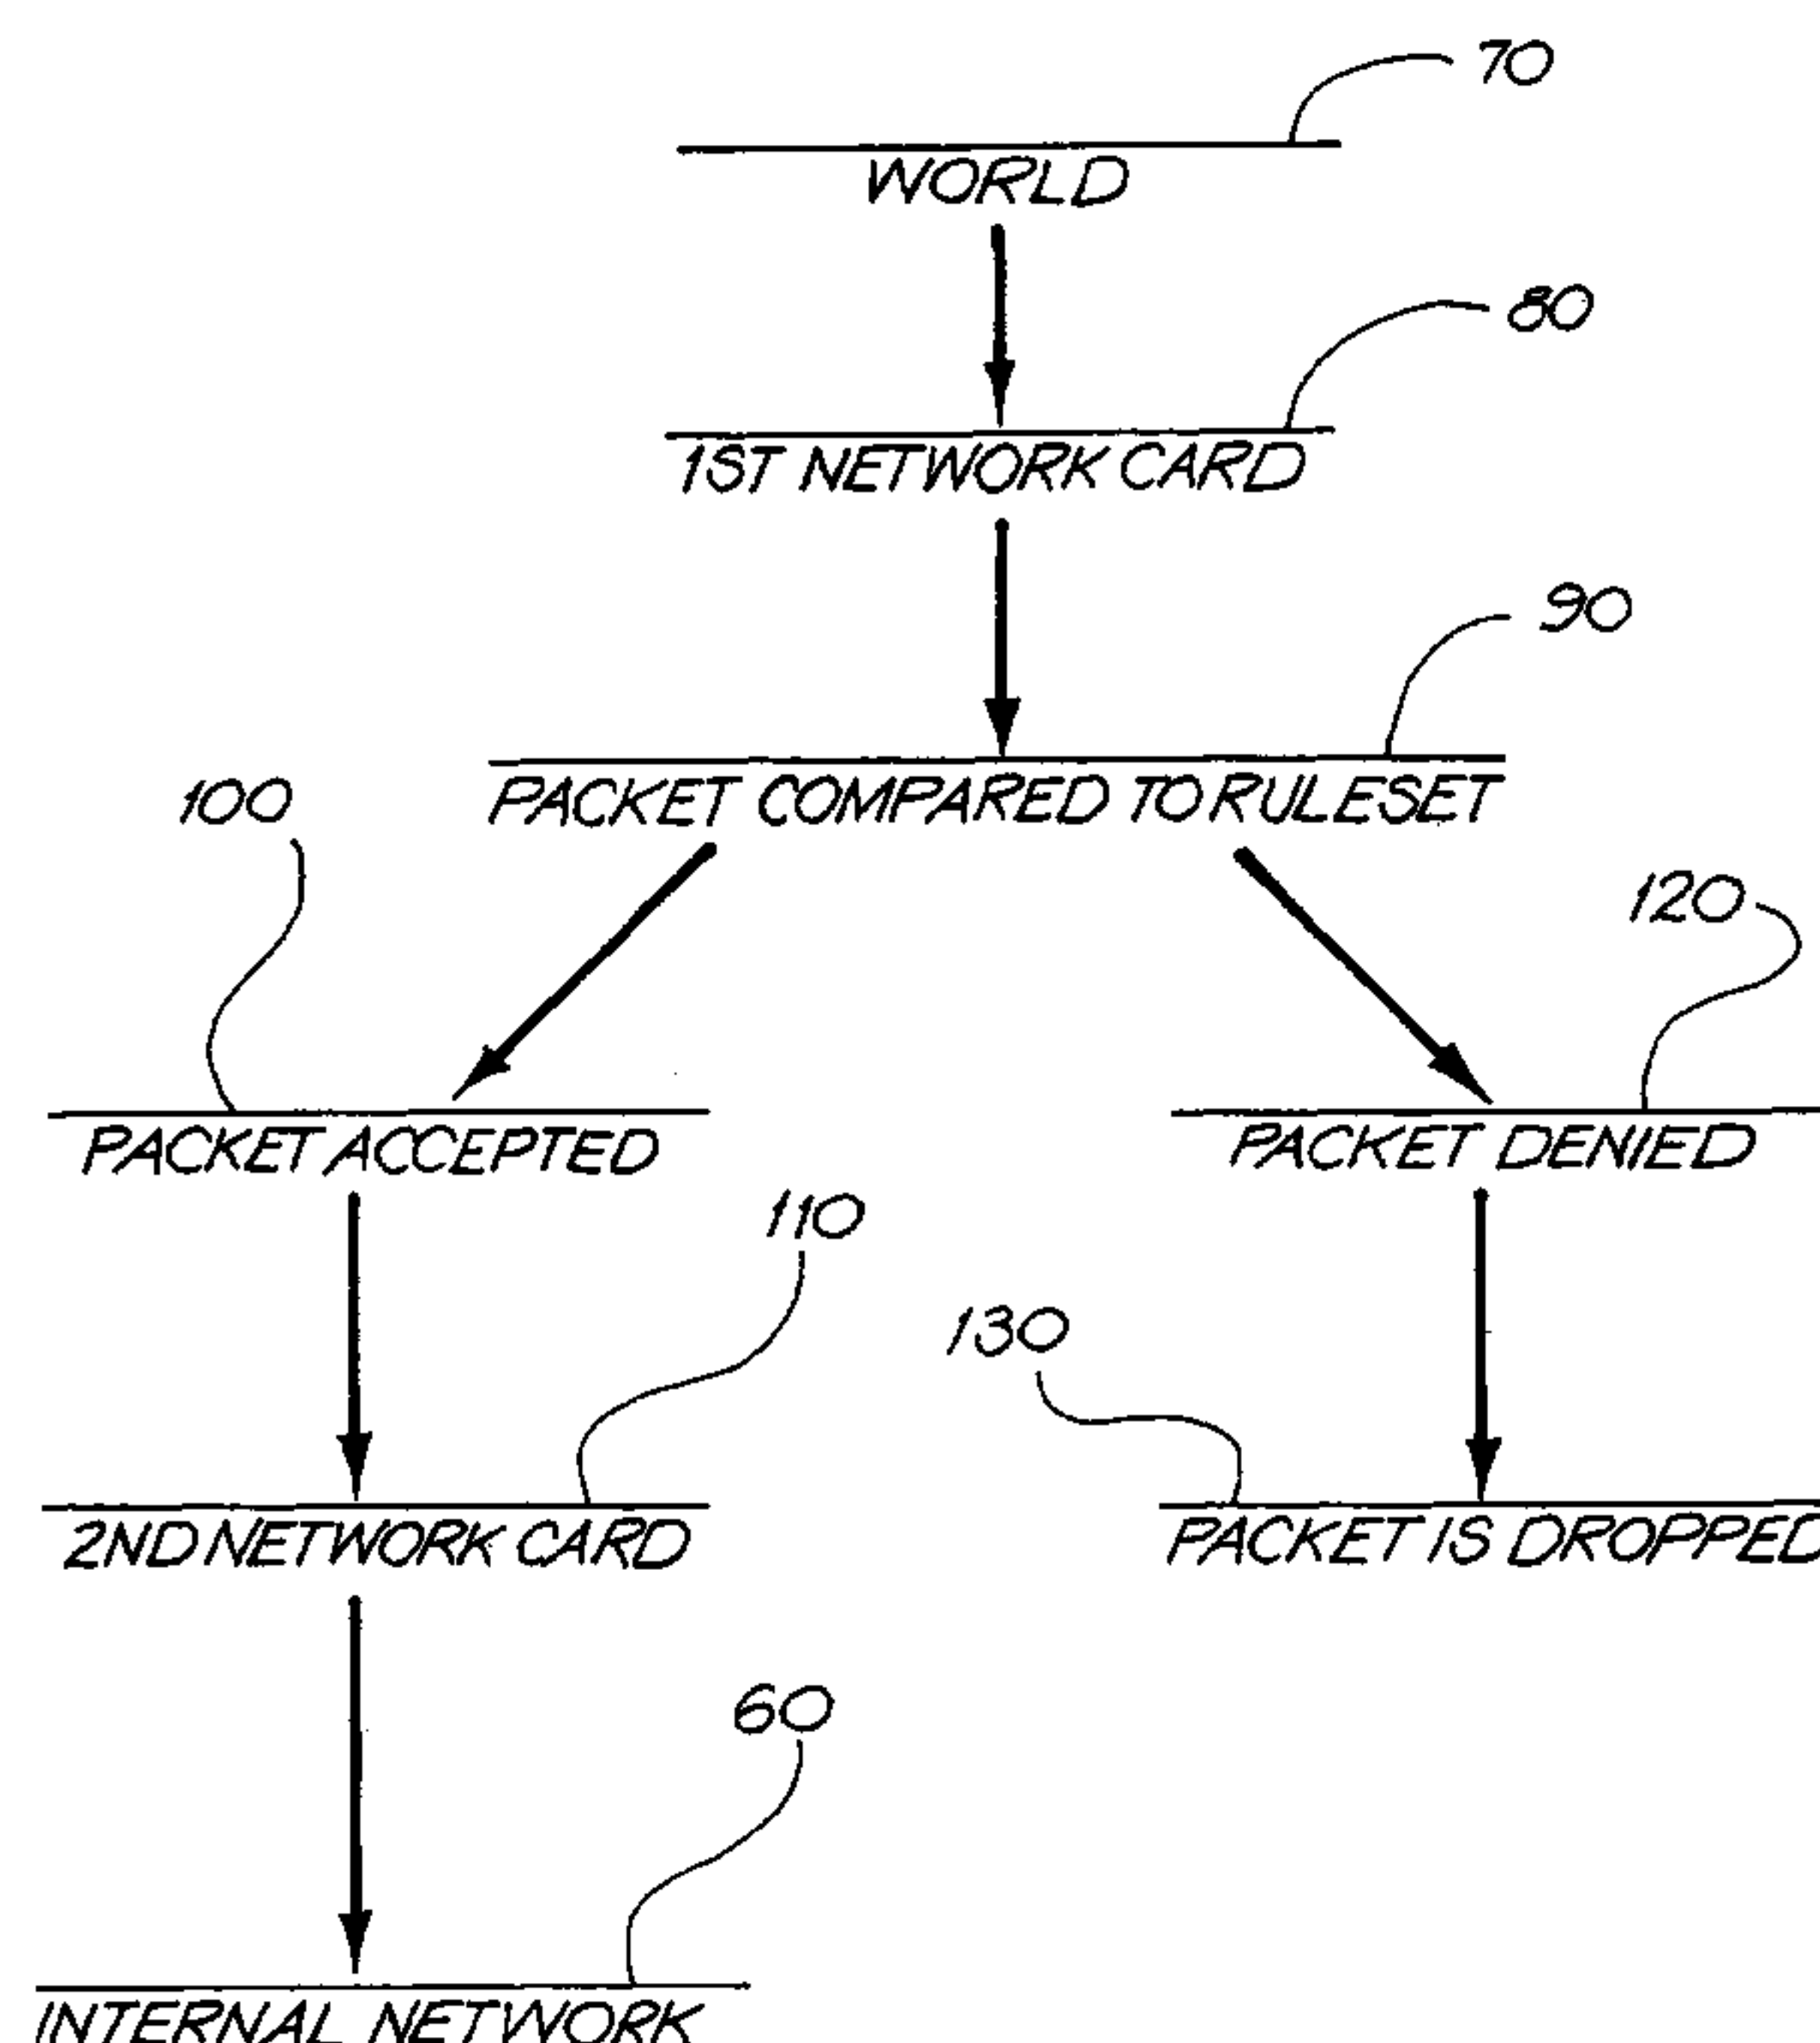 70
WORLD
80
1ST NETWORK CARD
90
PACKET COMPARED TO RULESET
100
120
PACKET ACCEPTED
PACKET DENIED
110
130
2ND NETWORK CARD
PACKET IS DROPPED
60
INTERNAL NETWORK